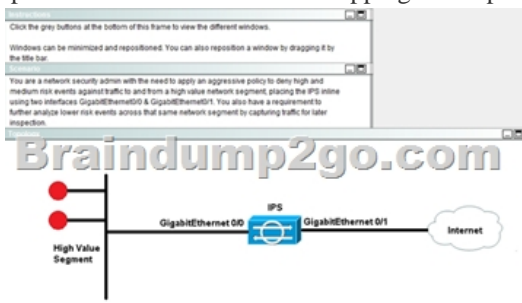 Instructions
Click the grey buttons at the bottom of this frame to view the different windows.
Windows can be minimized and repositioned. You can also reposition a window by dragging it by
the title bar.
Scenario
You are a network security admin with the need to apply an aggressive policy to deny high and
medium risk events against traffic to and from a high value network segment, placing the IPS inline
using two interfaces GigabitEthernet0/0 & GigabitEthernet0/1. You also have a requirement to
further analyze lower risk events across that same network segment by capturing traffic for later
inspection.
Topology
Braindump2go.com
IPS
GigabitEthernet 0/0
GigabitEthernet 0/1
Internet
High Value
Segment